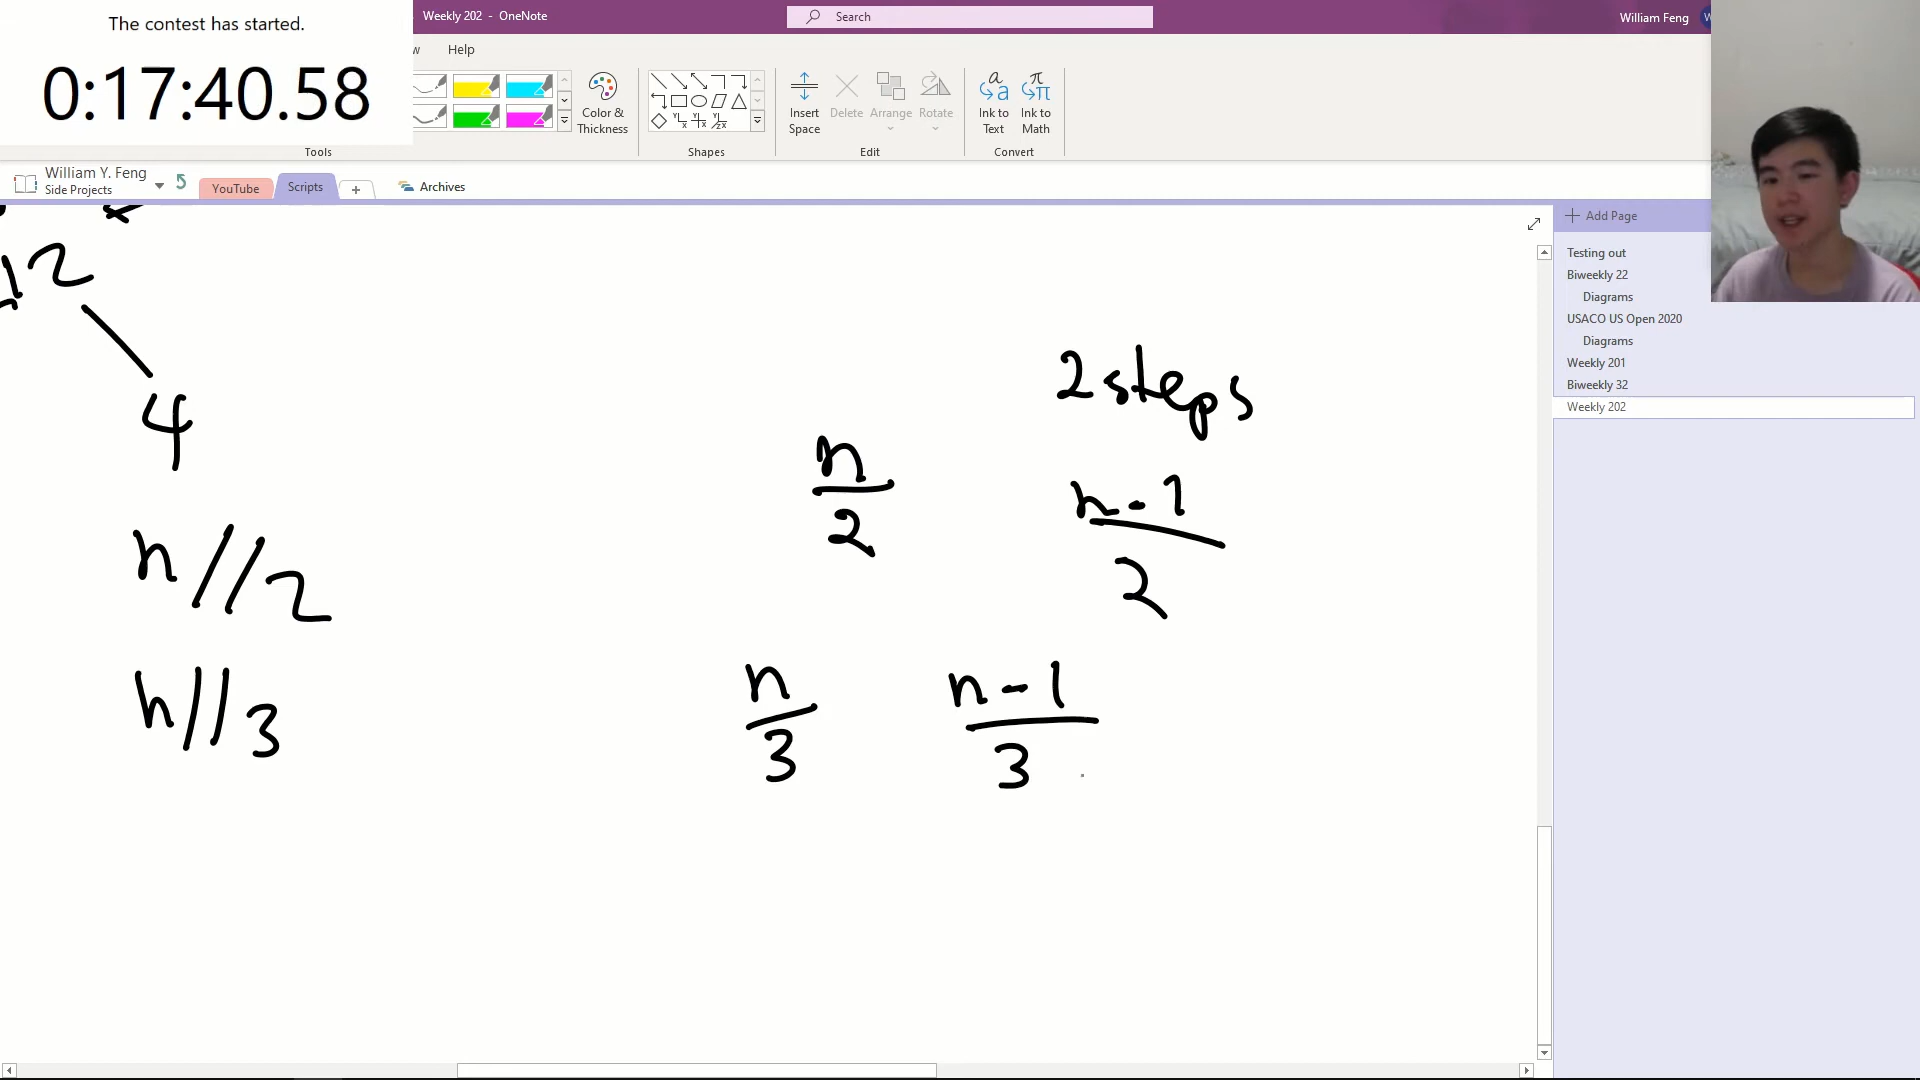 The contest has started.
0:17:40.58
Weekly 202 - OneNote
Search
William Feng
W
w
Help
Color &
Thickness
Insert
Space
Delete
Arrange
Rotate
Ink to
Text
Ink to
Math
Tools
Shapes
Edit
Convert
William Y. Feng
Side Projects
YouTube
Scripts
+
Archives
Add Page
Testing out
Biweekly 22
Diagrams
USACO US Open 2020
Diagrams
Weekly 201
Biweekly 32
Weekly 202
12
4
n//2
n//3
2 steps
n
2
n-1
2
n
3
n-1
3